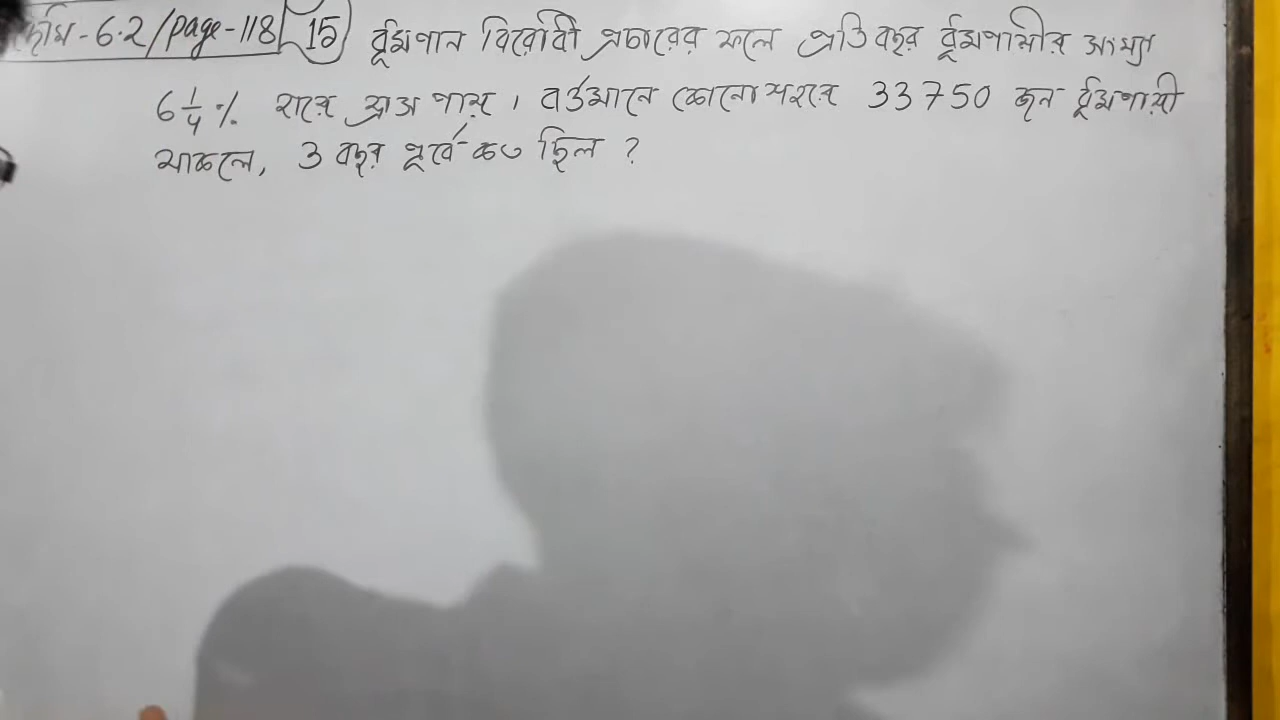 কষে দেখি-6.2/page-118 15 ধূমপান বিরোধী প্রচারের ফলে প্রতি বছর ধূমপায়ীর সংখ্যা
6 1/4 % হারে হ্রাস পায়। বর্তমানে কোনো শহরে 33750 জন ধূমপায়ী
থাকলে, 3 বছর পূর্বে কত ছিল ?